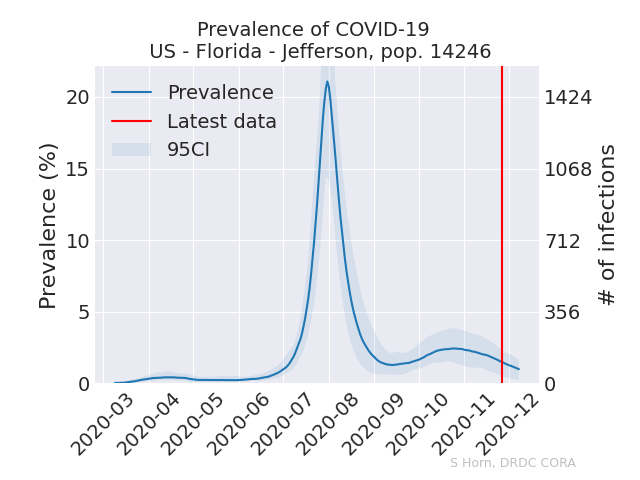 Prevalence of COVID-19
US - Florida - Jefferson, pop. 14246
Prevalence
Latest data
95CI
Prevalence (%)
20
15
10
5
0
# of infections
1424
1068
712
356
0
2020-03
2020-04
2020-05
2020-06
2020-07
2020-08
2020-09
2020-10
2020-11
2020-12
S Horn, DRDC CORA